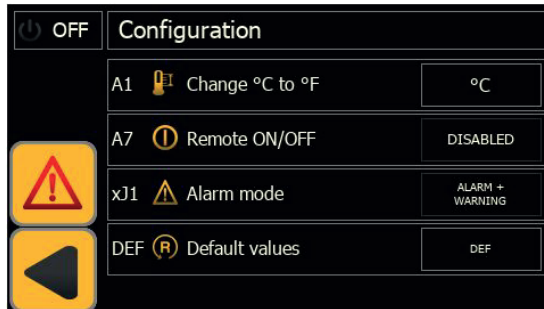 OFF Configuration
A1 Change °C to °F °C
A7 Remote ON/OFF DISABLED
xJ1 Alarm mode ALARM +
WARNING
DEF R Default values DEF